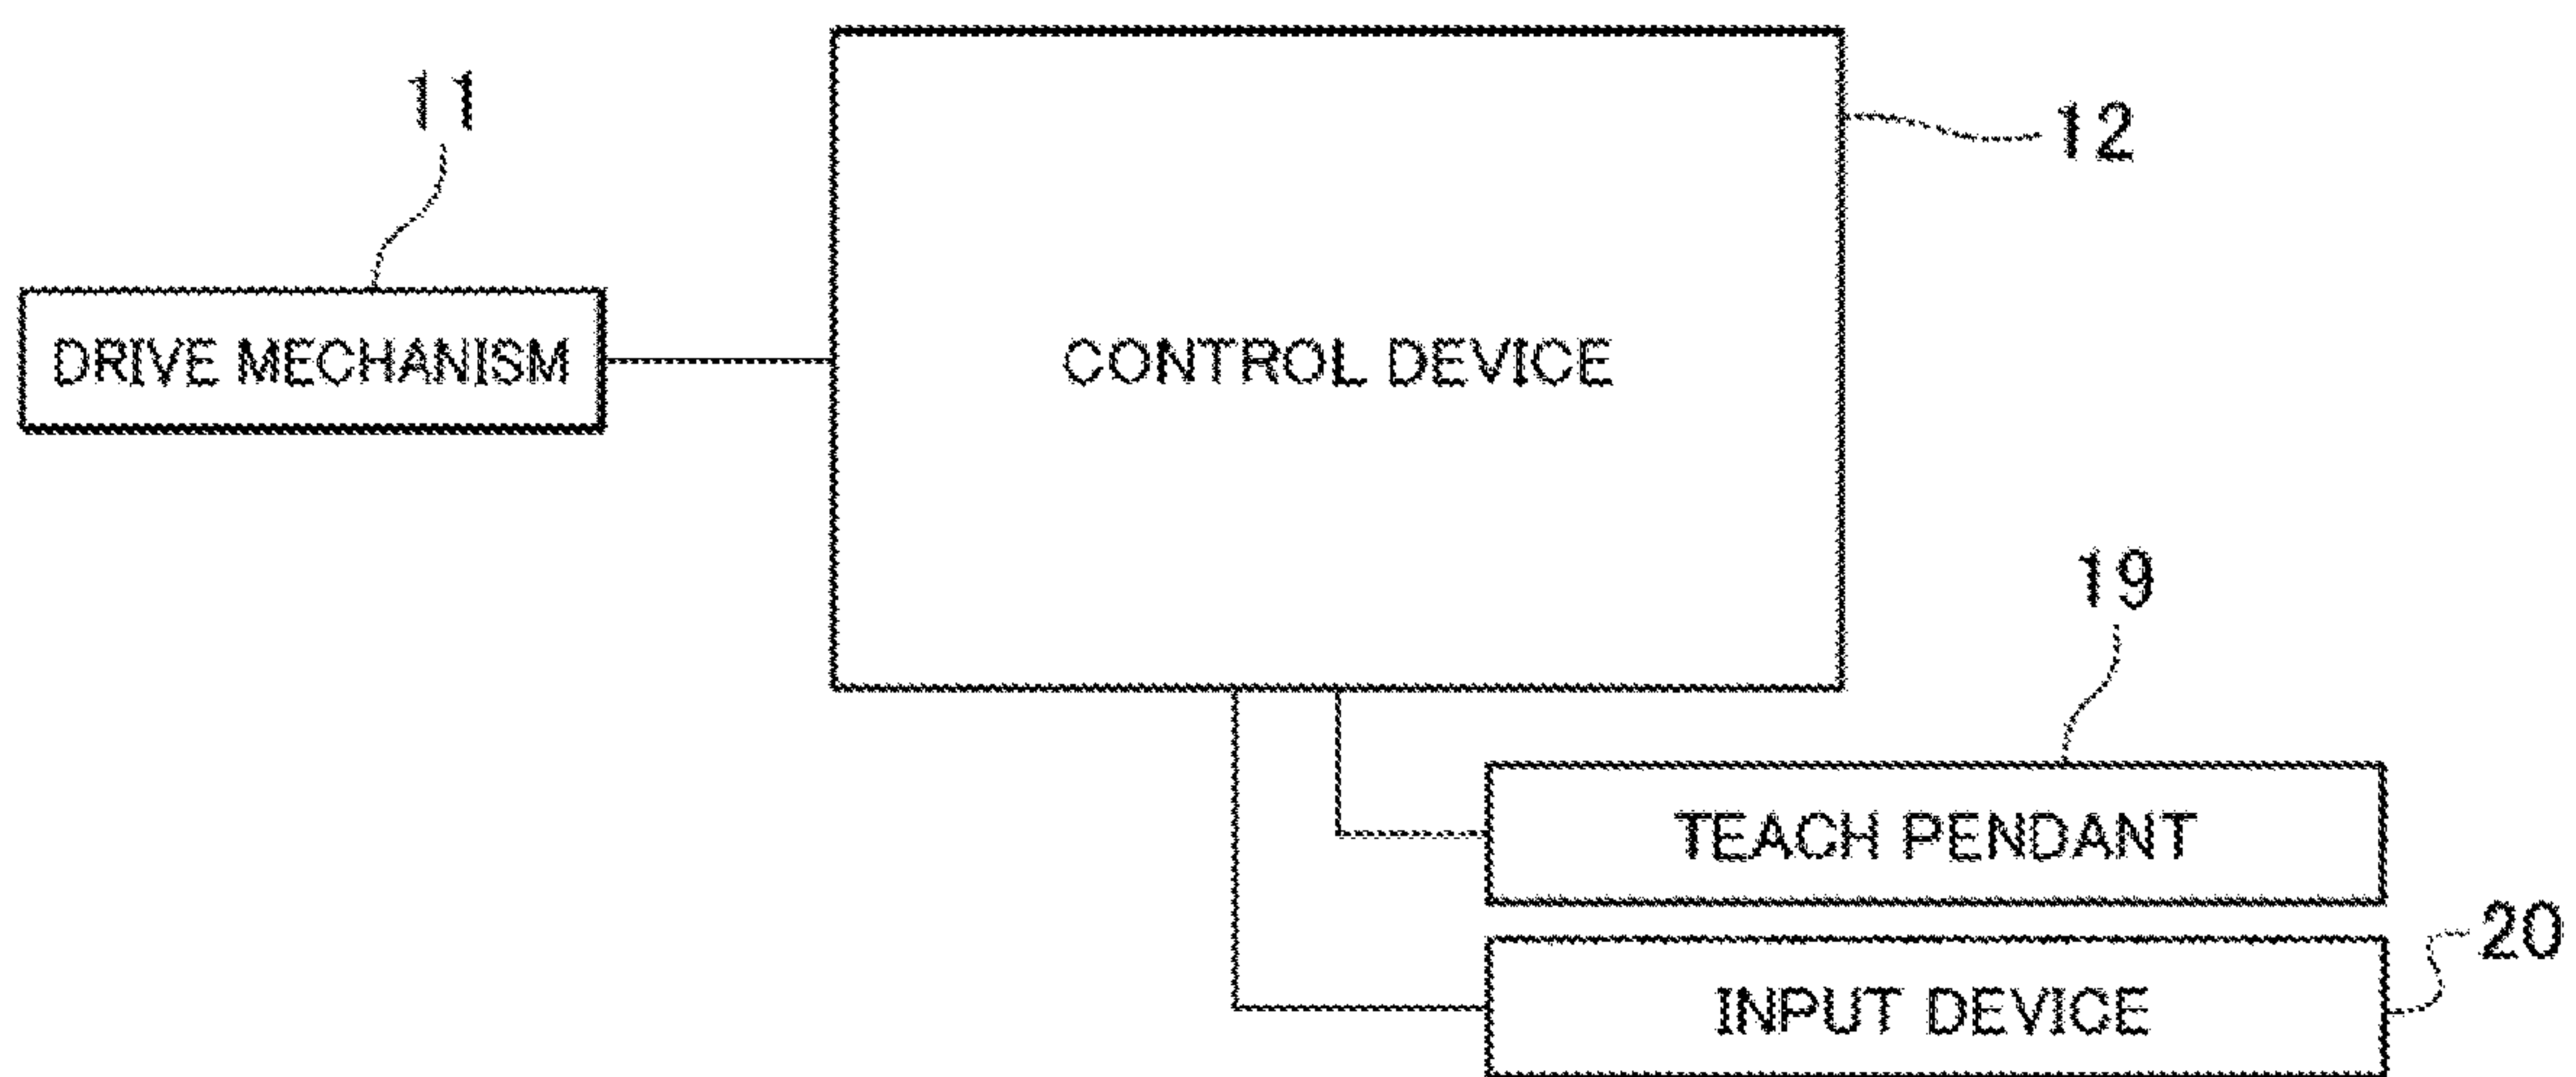 11
12
DRIVE MECHANISM
CONTROL DEVICE
19
TEACH PENDANT
20
INPUT DEVICE